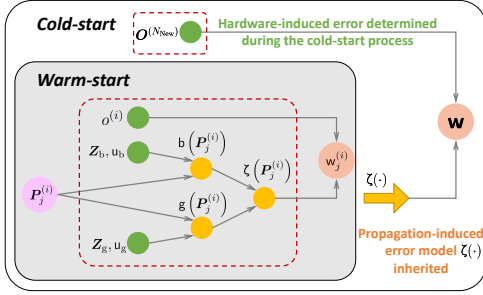 Cold-start
O^(N_New)
Hardware-induced error determined
during the cold-start process
Warm-start
o^(i)
Z_b, u_b
b(P_j^(i))
ζ(P_j^(i))
w_j^(i)
w
P_j^(i)
ζ(·)
g(P_j^(i))
Z_g, u_g
Propagation-induced
error model ζ(·)
inherited